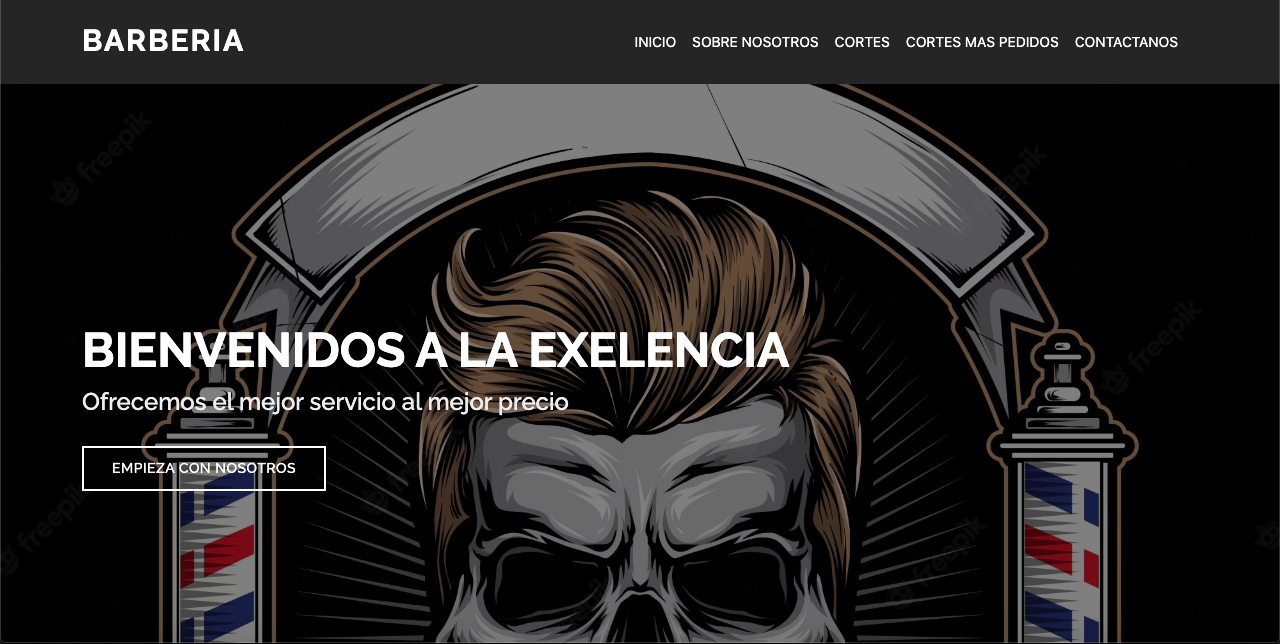 BARBERIA
INICIO SOBRE NOSOTROS CORTES CORTES MAS PEDIDOS CONTACTANOS
freepik
freepik
BIENVENIDOS A LA EXELENCIA
freepik
Ofrecemos el mejor servicio al mejor precio
EMPIEZA CON NOSOTROS
freepik
freepik